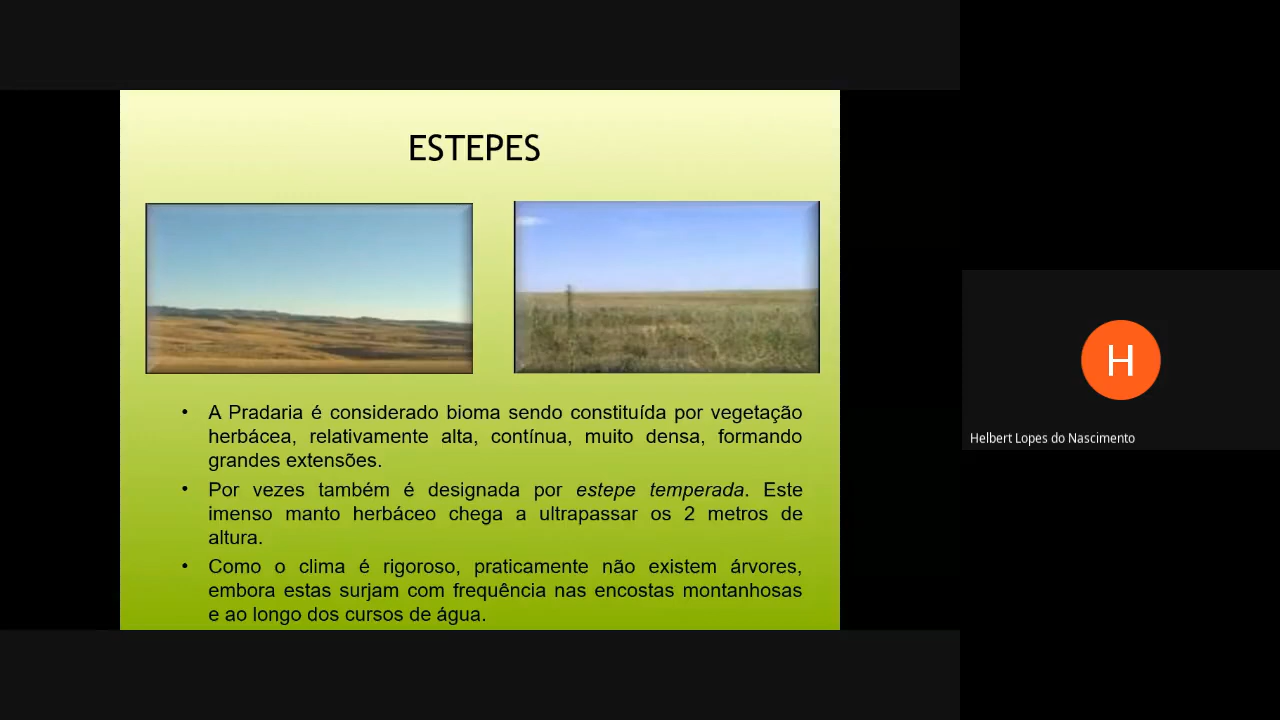 ESTEPES
• A Pradaria é considerado bioma sendo constituída por vegetação
herbácea, relativamente alta, contínua, muito densa, formando
grandes extensões.
• Por vezes também é designada por estepe temperada. Este
imenso manto herbáceo chega a ultrapassar os 2 metros de
altura.
• Como o clima é rigoroso, praticamente não existem árvores,
embora estas surjam com frequência nas encostas montanhosas
e ao longo dos cursos de água.
H
Helbert Lopes do Nascimento